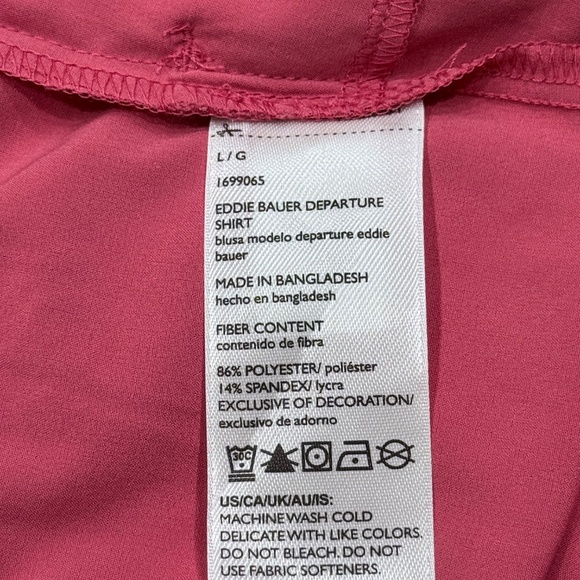 L / G
1699065
EDDIE BAUER DEPARTURE
SHIRT
blusa modelo departure eddie
bauer
MADE IN BANGLADESH
hecho en bangladesh
FIBER CONTENT
contenido de fibra
86% POLYESTER/ poliéster
14% SPANDEX/ lycra
EXCLUSIVE OF DECORATION/
exclusivo de adorno
30C
US/CA/UK/AU/IS:
MACHINE WASH COLD
DELICATE WITH LIKE COLORS.
DO NOT BLEACH. DO NOT
USE FABRIC SOFTENERS.